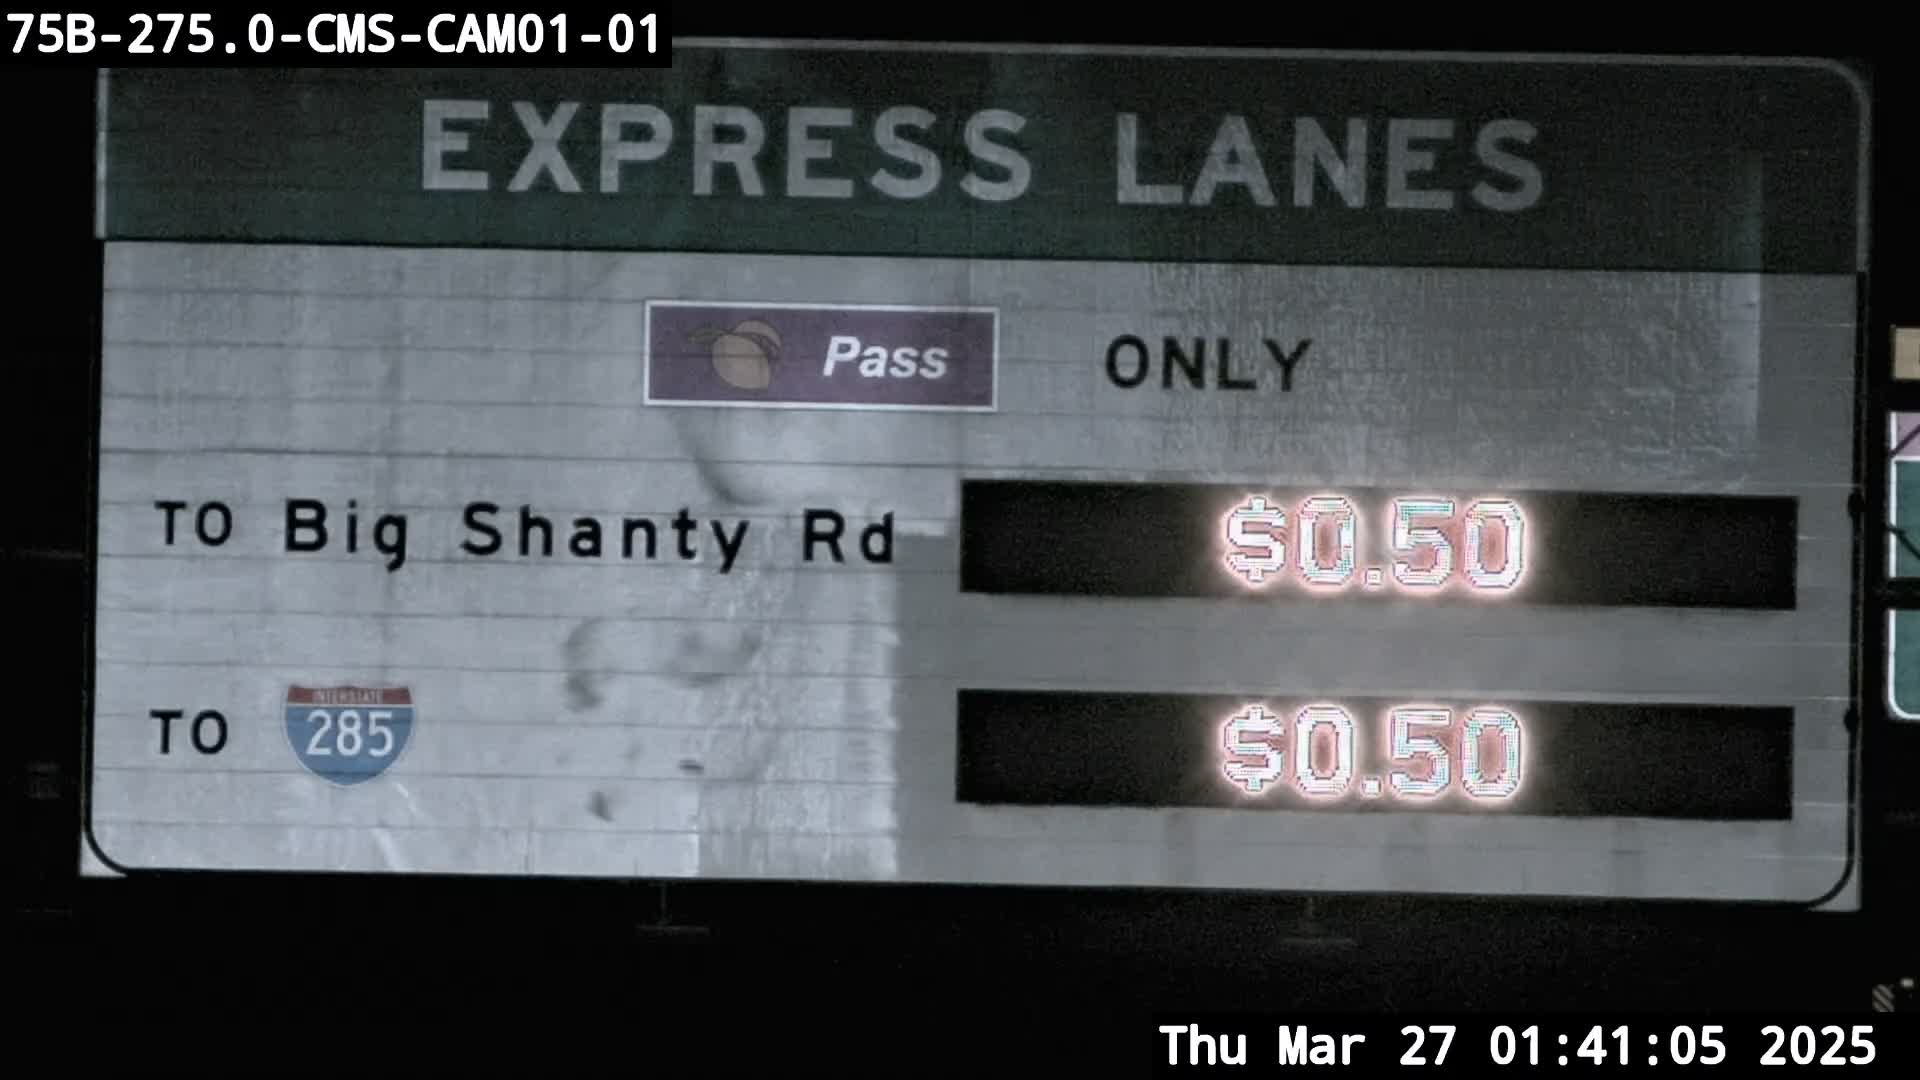 75B-275.0-CMS-CAM01-01
EXPRESS LANES
Pass ONLY
TO Big Shanty Rd $0.50
INTERSTATE
TO 285 $0.50
Thu Mar 27 01:41:05 2025